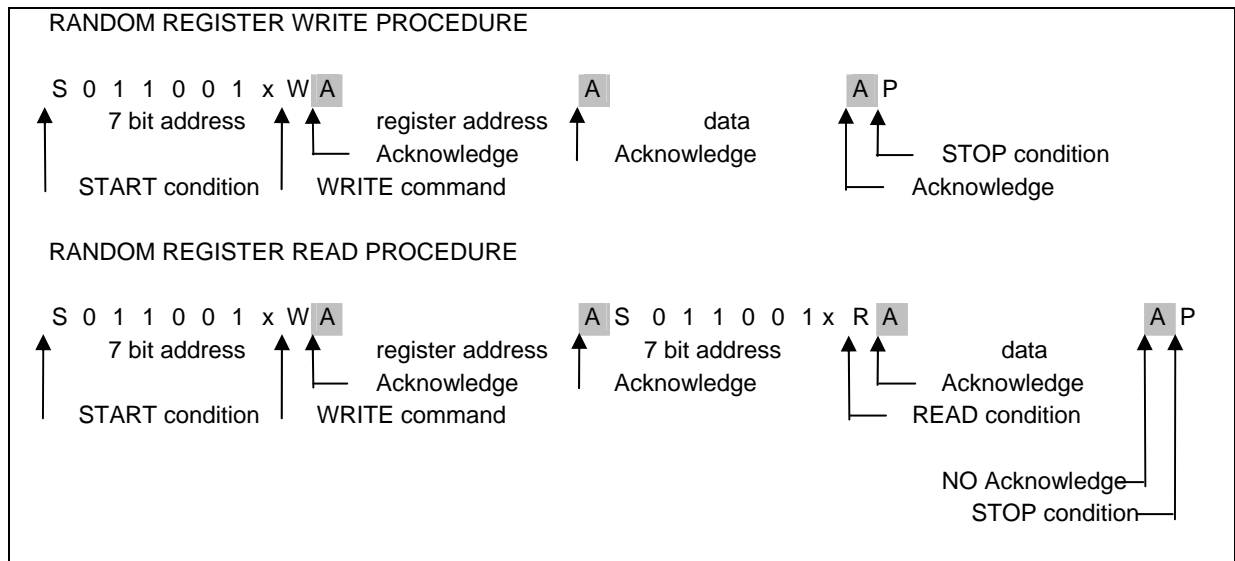 RANDOM REGISTER WRITE PROCEDURE
S 0 1 1 0 0 1 x W A A A P
7 bit address register address data
Acknowledge Acknowledge STOP condition
START condition WRITE command Acknowledge
RANDOM REGISTER READ PROCEDURE
S 0 1 1 0 0 1 x W A A S 0 1 1 0 0 1 x R A A P
7 bit address register address 7 bit address data
Acknowledge Acknowledge Acknowledge
START condition WRITE command READ condition
NO Acknowledge
STOP condition